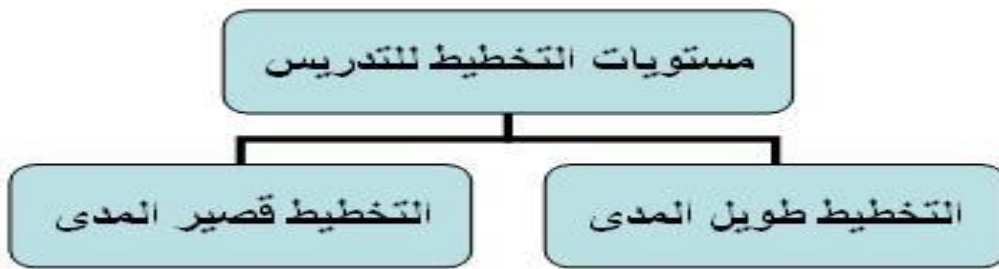 مستويات التخطيط للتدريس
التخطيط طويل المدى
التخطيط قصير المدى